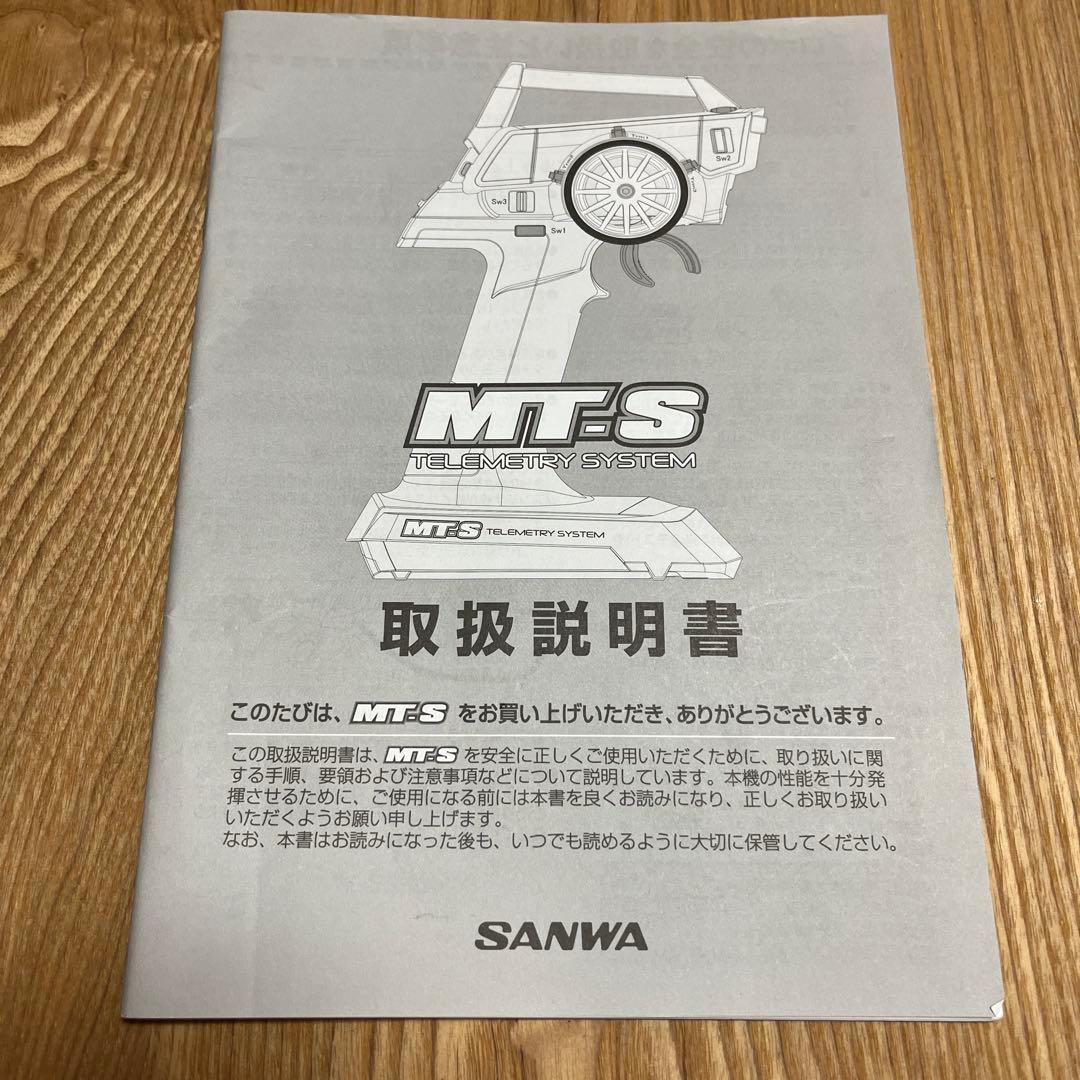 Trim1
Trim2
Trim3
Sw2
Sw3
Sw1
MT-S
TELEMETRY SYSTEM
MT-S TELEMETRY SYSTEM
取扱説明書
このたびは、MT-S をお買い上げいただき、ありがとうございます。
この取扱説明書は、MT-S を安全に正しくご使用いただくために、取り扱いに関
する手順、要領および注意事項などについて説明しています。本機の性能を十分発
揮させるために、ご使用になる前には本書を良くお読みになり、正しくお取り扱い
いただくようお願い申し上げます。
なお、本書はお読みになった後も、いつでも読めるように大切に保管してください。
SANWA